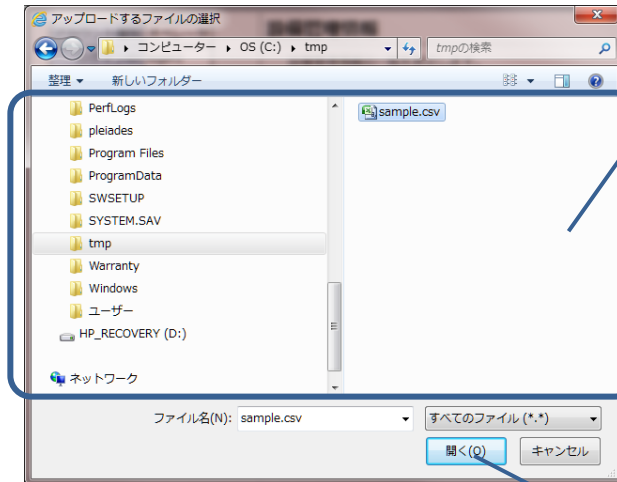 アップロードするファイルの選択
コンピューター ▸ OS (C:) ▸ tmp
tmpの検索
整理 新しいフォルダー
PerfLogs
pleiades
Program Files
ProgramData
SWSETUP
SYSTEM.SAV
tmp
Warranty
Windows
ユーザー
HP_RECOVERY (D:)
ネットワーク
sample.csv
ファイル名(N): sample.csv すべてのファイル (*.*)
開く(O) キャンセル